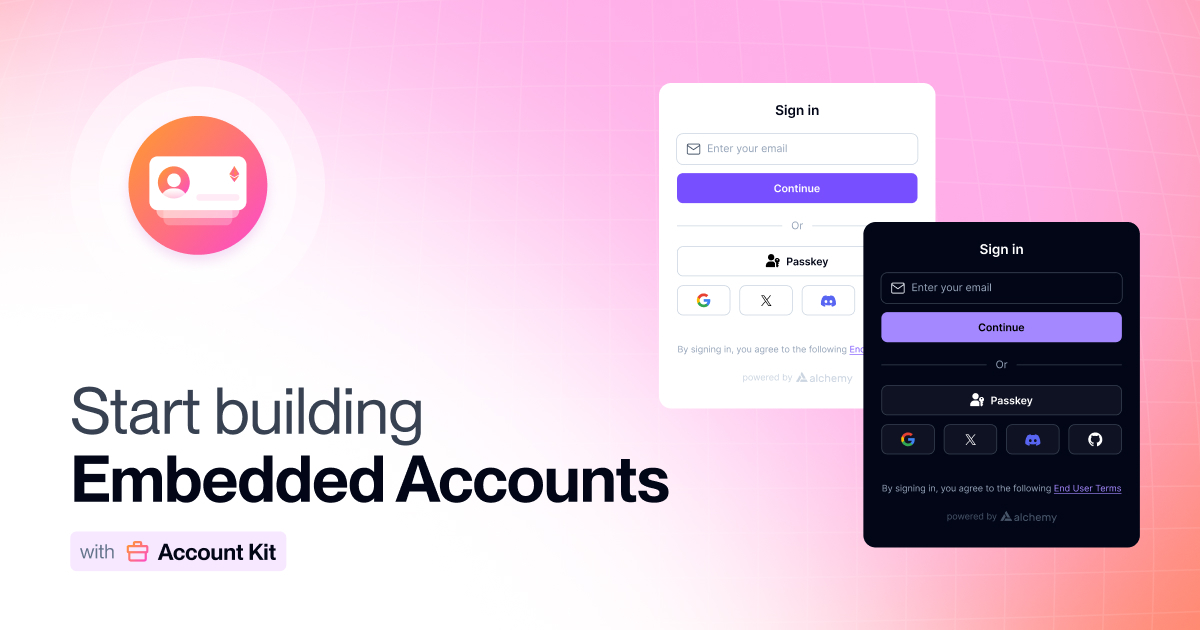 Start building
Embedded Accounts
with Account Kit
Sign in
Enter your email
Continue
Or
Passkey
By signing in, you agree to the following
powered by alchemy
Sign in
Enter your email
Continue
Or
Passkey
By signing in, you agree to the following End User Terms
powered by alchemy